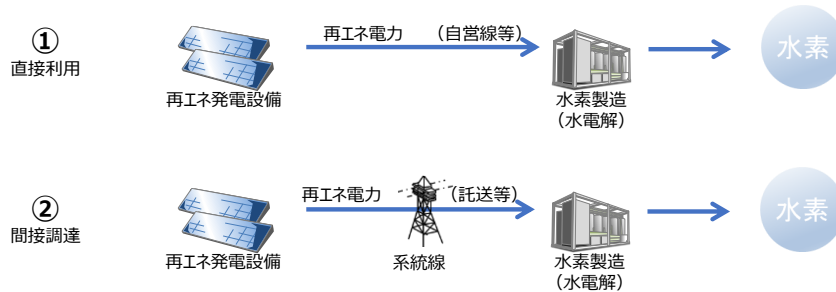 ①
直接利用
再エネ電力 （自営線等）
再エネ発電設備
水素製造
（水電解）
水素
②
間接調達
再エネ電力 （託送等）
再エネ発電設備
系統線
水素製造
（水電解）
水素